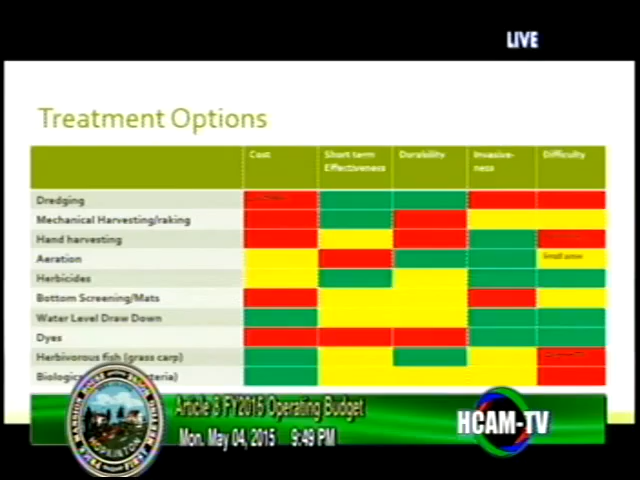 LIVE
Treatment Options
Cost Short term Durability Invasive- Difficulty
Effectiveness ness
Dredging
Mechanical Harvesting/raking
Hand harvesting
Aeration Small areas
Herbicides
Bottom Screening/Mats
Water Level Draw Down
Dyes
Herbivorous fish (grass carp)
Article 8 FY2015 Operating Budget
Mon. May 04, 2015 9:49 PM
HCAM-TV
HOPKINTON